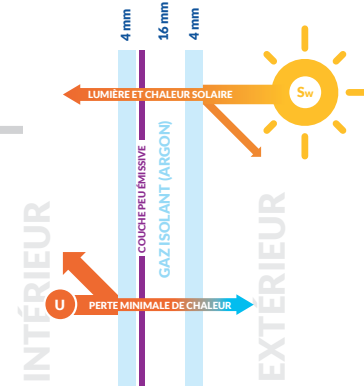 4 mm
16 mm
4 mm
LUMIÈRE ET CHALEUR SOLAIRE
Sw
COUCHE PEU ÉMISSIVE
GAZ ISOLANT (ARGON)
INTÉRIEUR
EXTÉRIEUR
U
PERTE MINIMALE DE CHALEUR